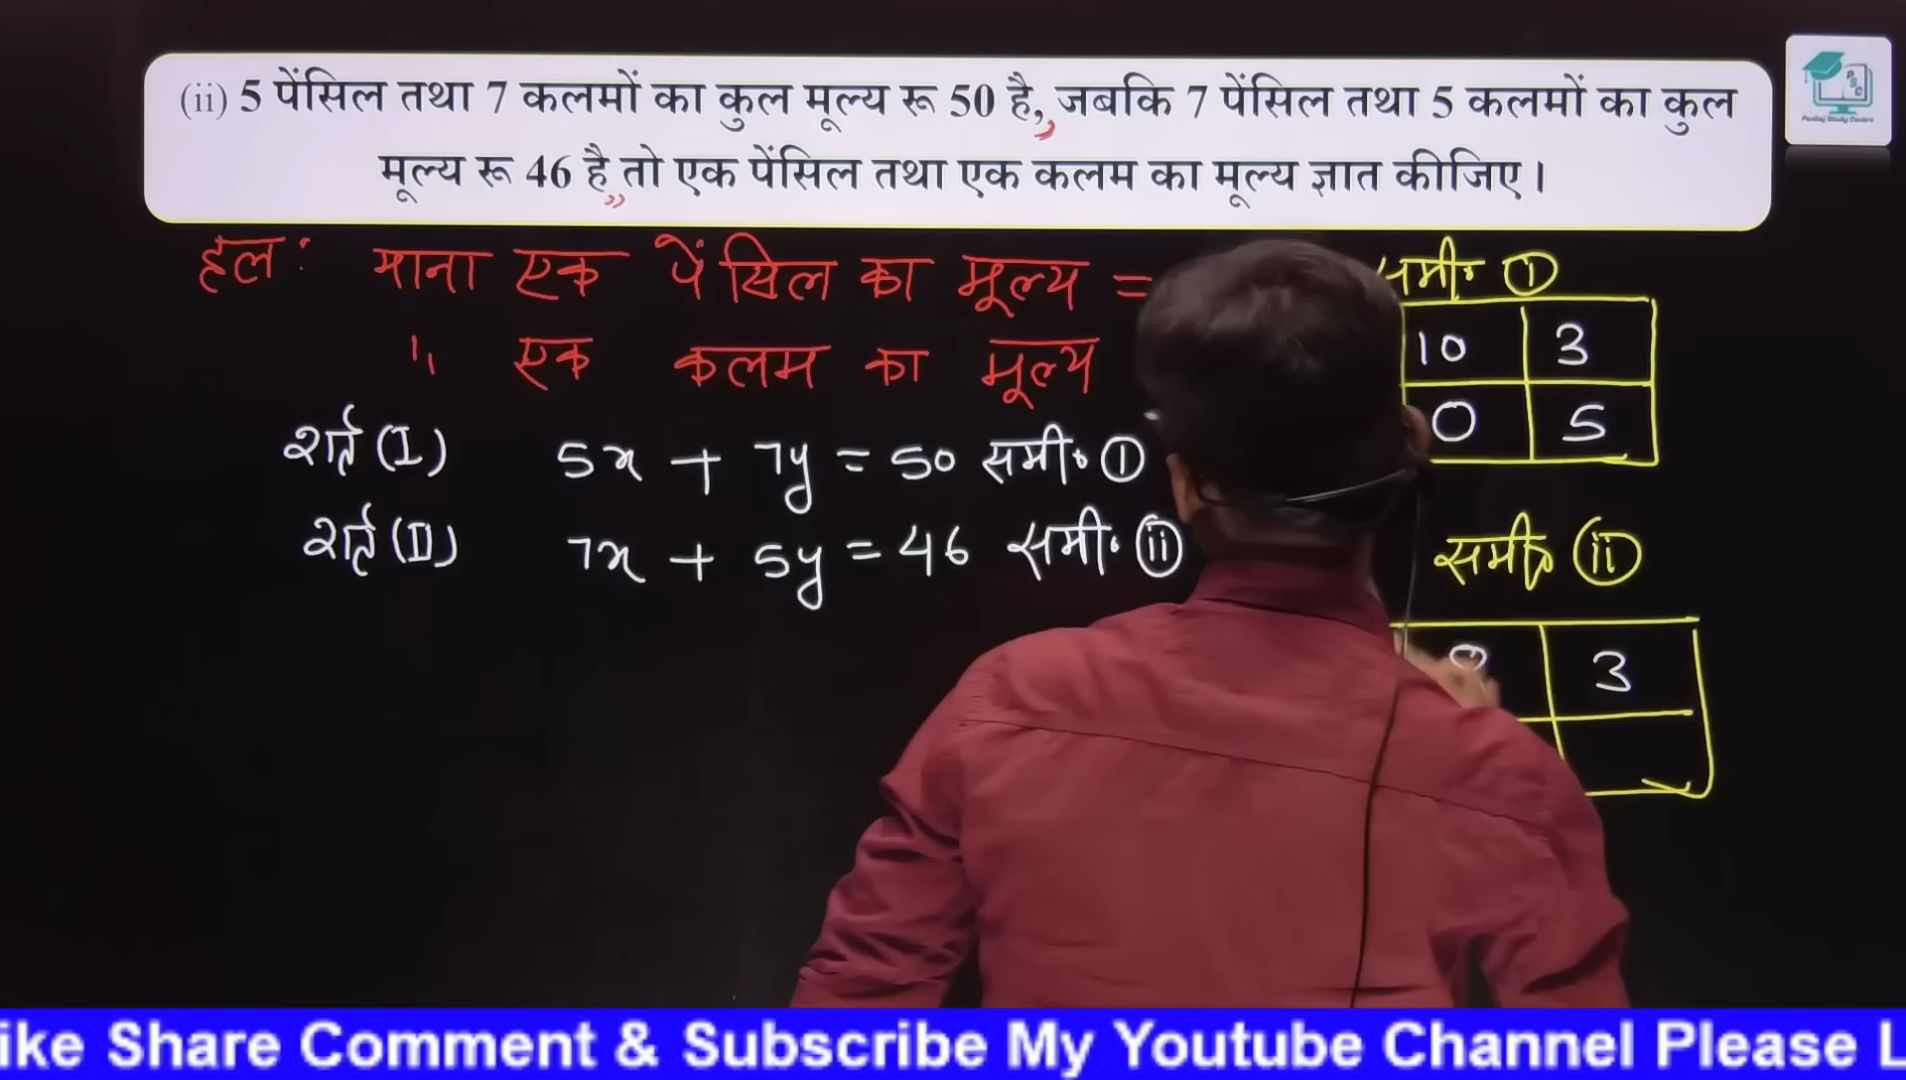 (ii) 5 पेंसिल तथा 7 कलमों का कुल मूल्य रू 50 है, जबकि 7 पेंसिल तथा 5 कलमों का कुल
मूल्य रू 46 है, तो एक पेंसिल तथा एक कलम का मूल्य ज्ञात कीजिए।
हल : माना एक पेंसिल का मूल्य =
" एक कलम का मूल्य
शर्त (I) 5x + 7y = 50 समी॰ ①
शर्त (II) 7x + 5y = 46 समी॰ ⓘⓘ
समी॰ ①
10 3
0 5
समी॰ ⓘⓘ
3
ike Share Comment & Subscribe My Youtube Channel Please L